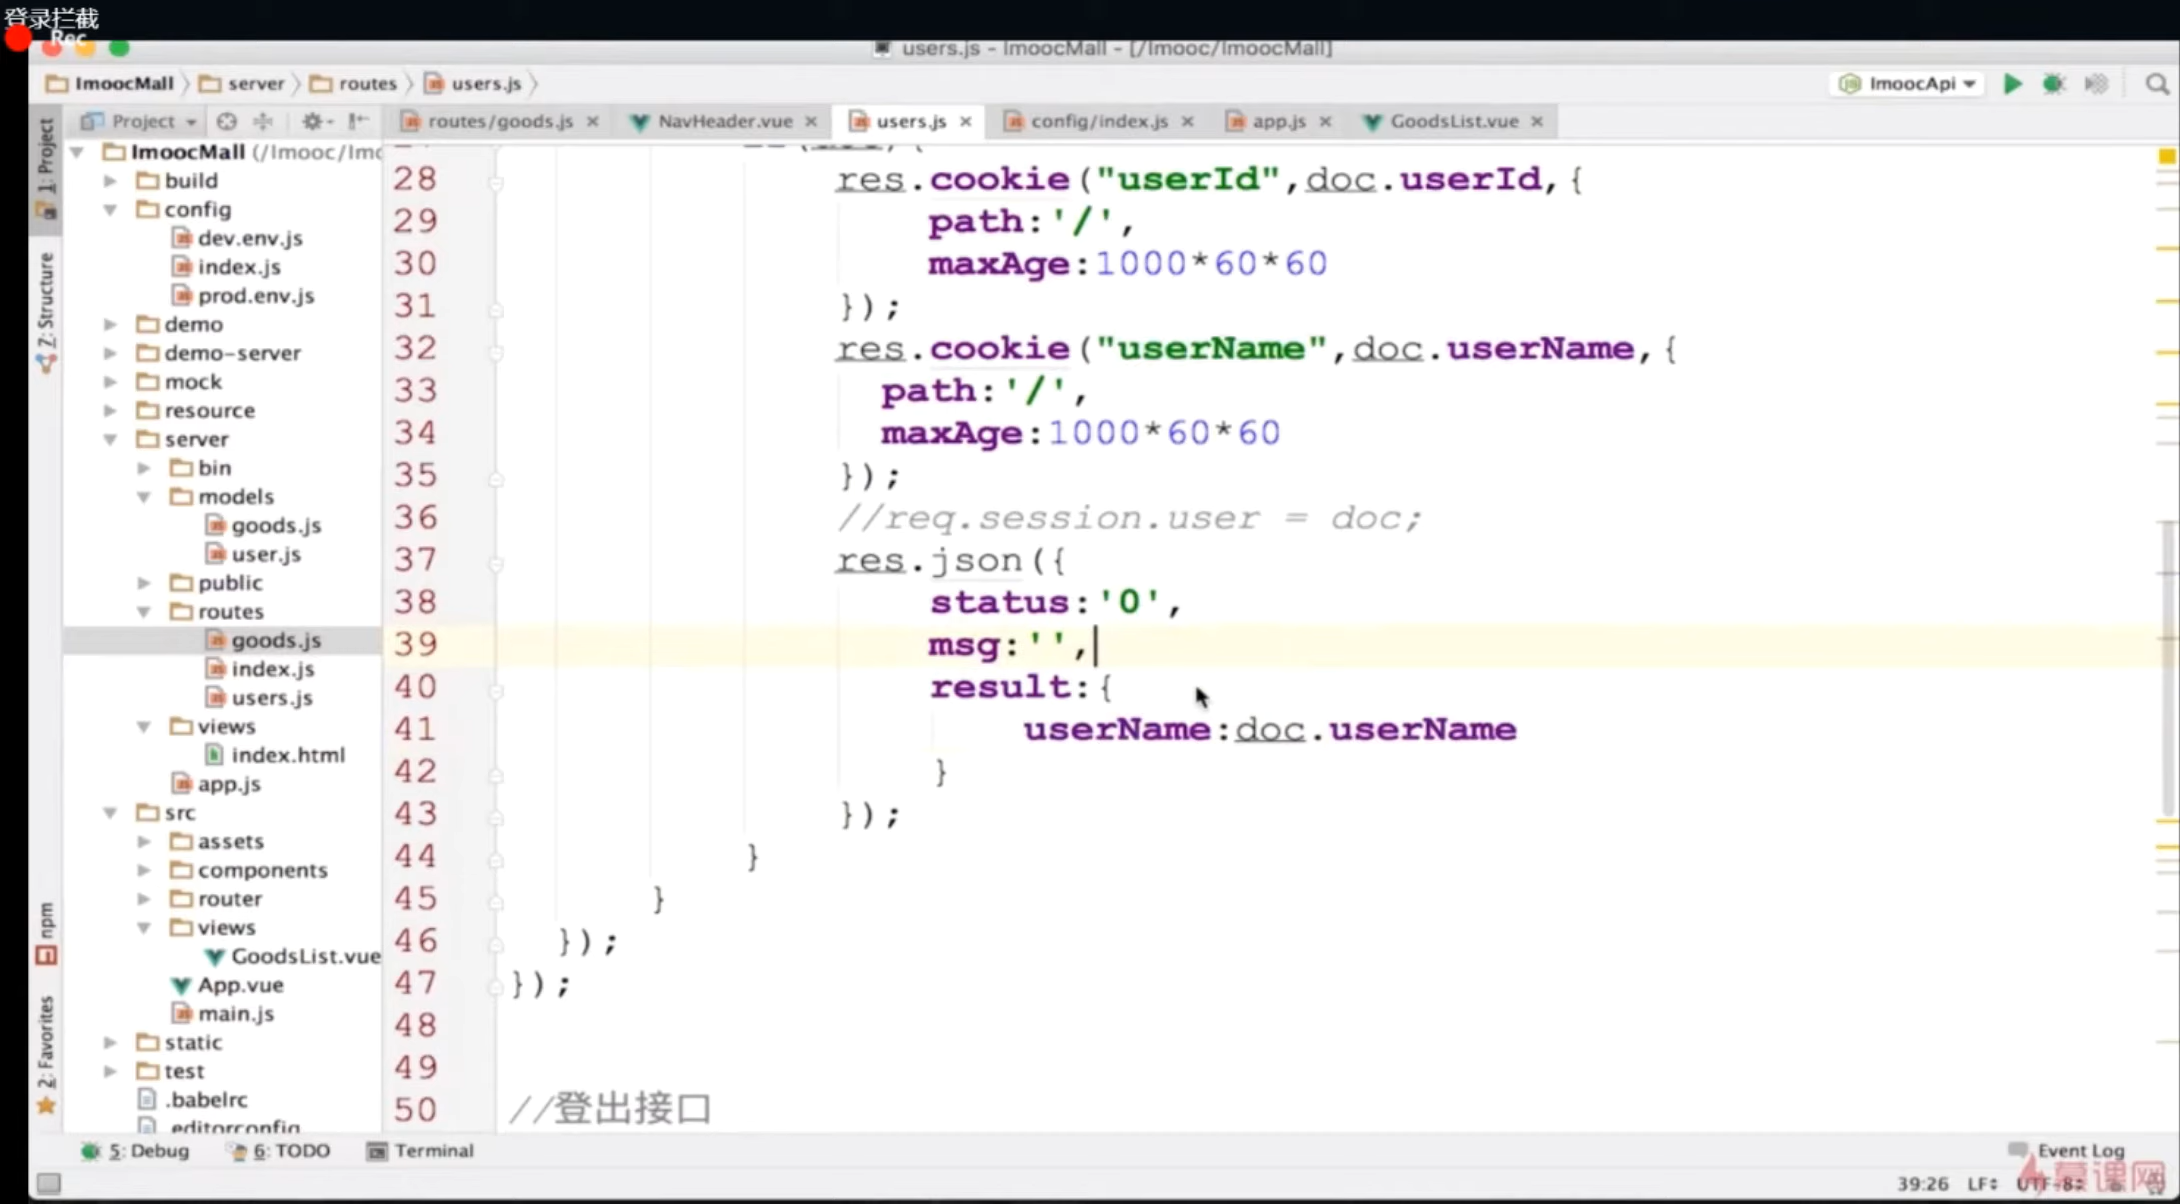 登录拦截
Rec
users.js - ImoocMall - [/Imooc/ImoocMall]
ImoocMall server routes users.js
ImoocApi
Project
routes/goods.js NavHeader.vue users.js config/index.js app.js GoodsList.vue
1: Project
7: Structure
npm
2: Favorites
ImoocMall (/Imooc/Imo
build
config
dev.env.js
index.js
prod.env.js
demo
demo-server
mock
resource
server
bin
models
goods.js
user.js
public
routes
goods.js
index.js
users.js
views
index.html
app.js
src
assets
components
router
views
GoodsList.vue
App.vue
main.js
static
test
.babelrc
.editorconfig
28 res.cookie("userId",doc.userId,{
29 path:'/',
30 maxAge:1000*60*60
31 });
32 res.cookie("userName",doc.userName,{
33 path:'/',
34 maxAge:1000*60*60
35 });
36 //req.session.user = doc;
37 res.json({
38 status:'0',
39 msg:'',
40 result:{
41 userName:doc.userName
42 }
43 });
44 }
45 }
46 });
47 });
48
49
50 //登出接口
5: Debug 6: TODO Terminal
Event Log
慕课网
39:26 LF UTF-8